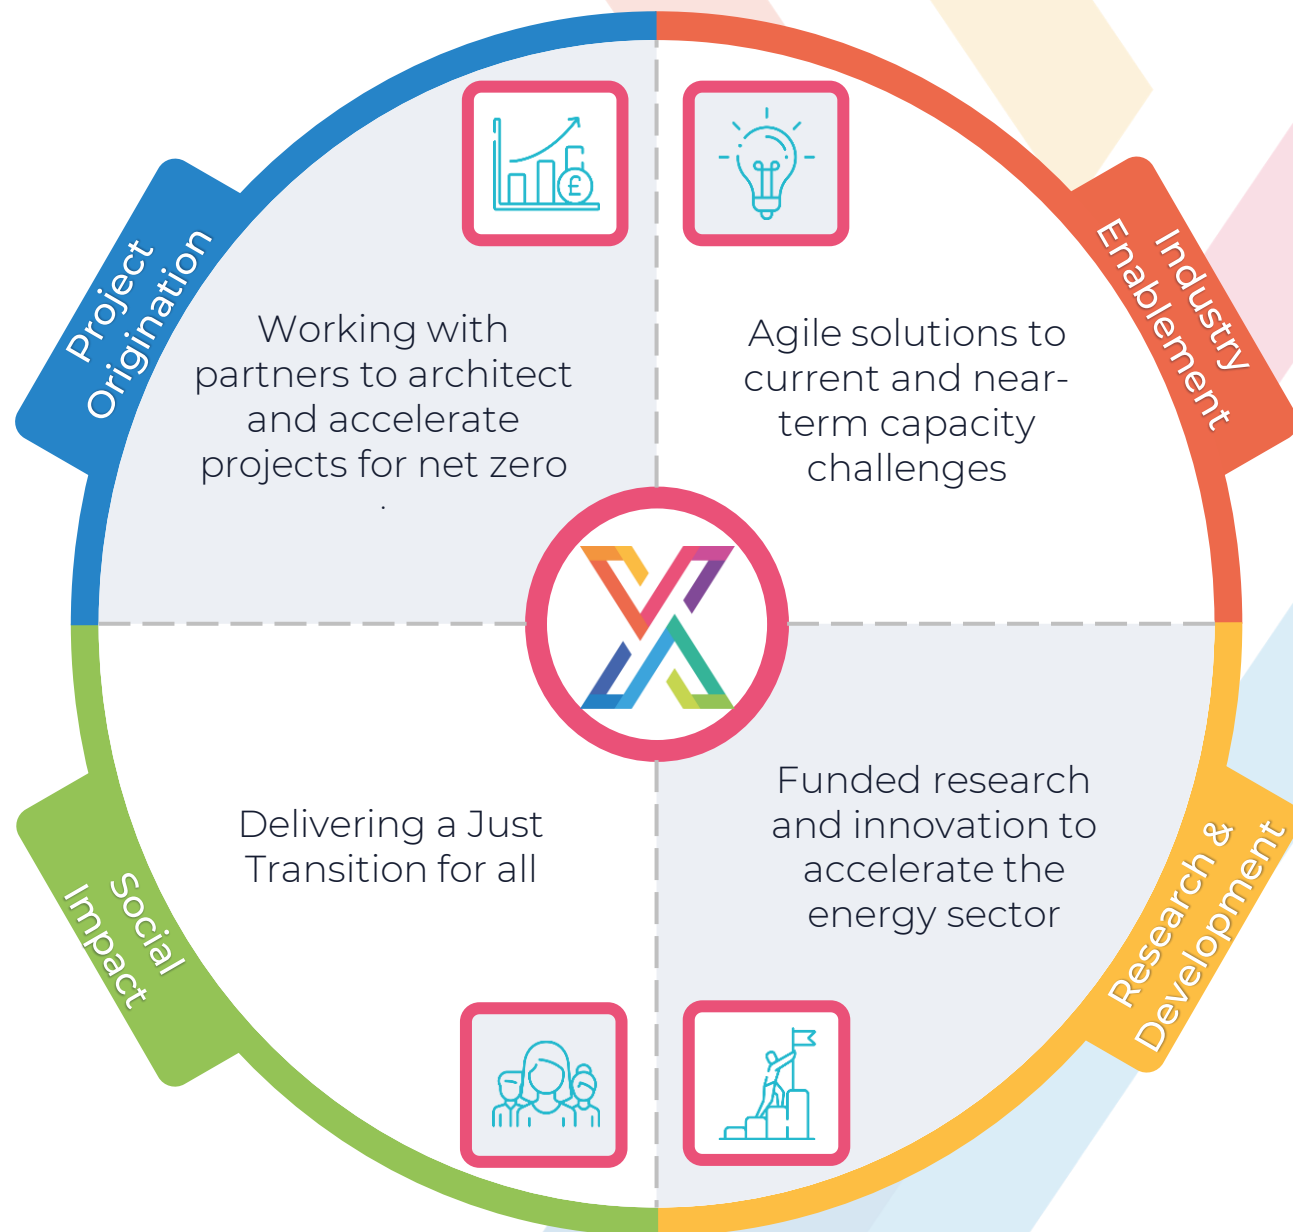 Project
Origination
Working with
partners to architect
and accelerate
projects for net zero
.
£
Industry
Enablement
Agile solutions to
current and near-
term capacity
challenges
Social
Impact
Delivering a Just
Transition for all
Research &
Development
Funded research
and innovation to
accelerate the
energy sector